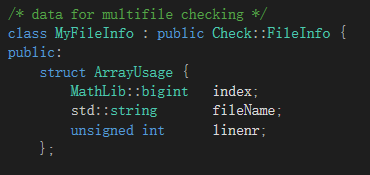 /* data for multifile checking */
class MyFileInfo : public Check::FileInfo {
public:
    struct ArrayUsage {
        MathLib::bigint   index;
        std::string       fileName;
        unsigned int      linenr;
    };